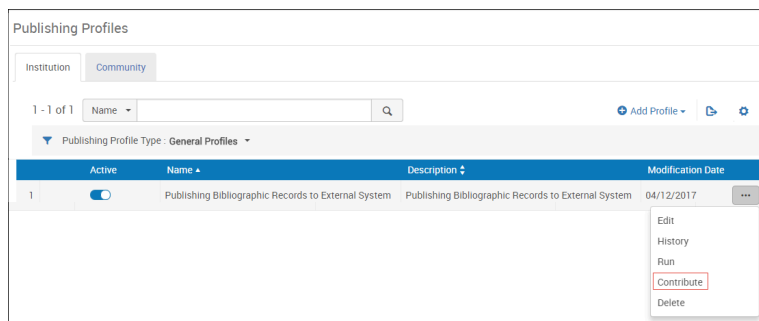 Publishing Profiles
Institution Community
1 - 1 of 1 Name Add Profile
Publishing Profile Type : General Profiles
Active Name Description Modification Date
1 Publishing Bibliographic Records to External System Publishing Bibliographic Records to External System 04/12/2017
Edit
History
Run
Contribute
Delete